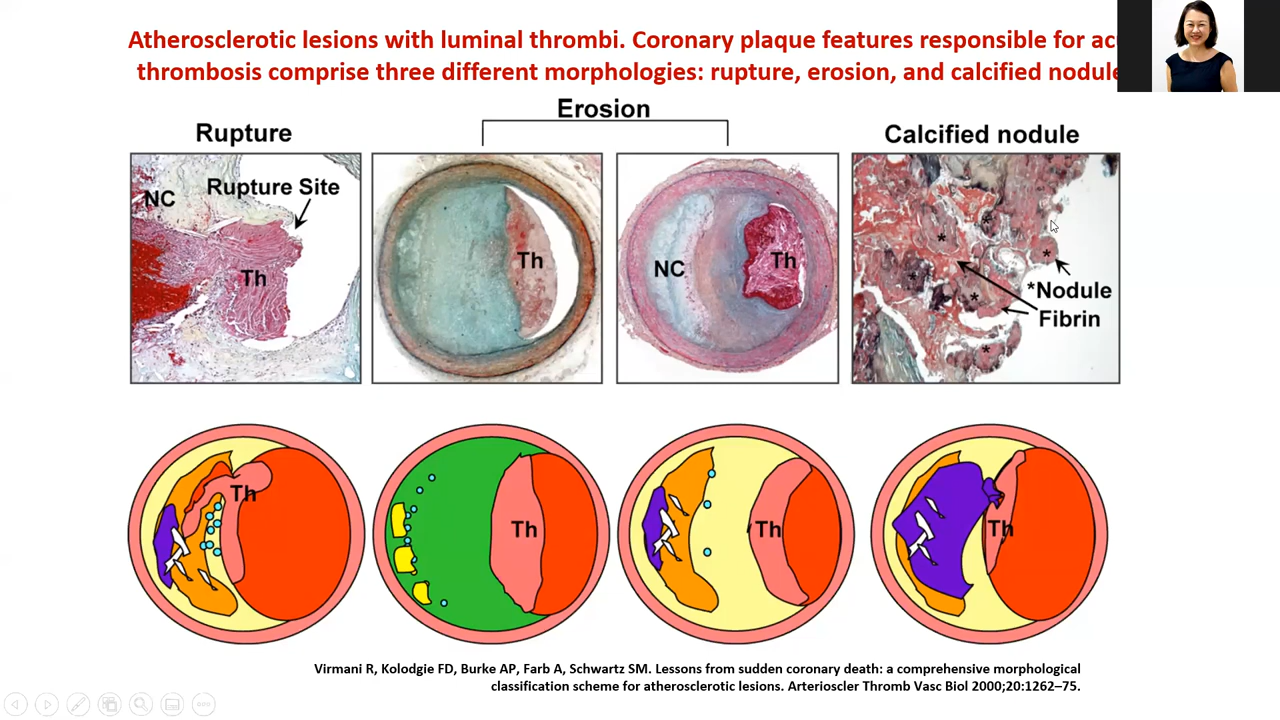 Atherosclerotic lesions with luminal thrombi. Coronary plaque features responsible for
thrombosis comprise three different morphologies: rupture, erosion, and calcified nodule
Erosion
Rupture
Calcified nodule
NC
Rupture Site
Th
Th
NC
Th
*
*
*
*
*
*
*Nodule
Fibrin
Th
Th
Th
Th
Virmani R, Kolodgie FD, Burke AP, Farb A, Schwartz SM. Lessons from sudden coronary death: a comprehensive morphological
classification scheme for atherosclerotic lesions. Arterioscler Thromb Vasc Biol 2000;20:1262–75.